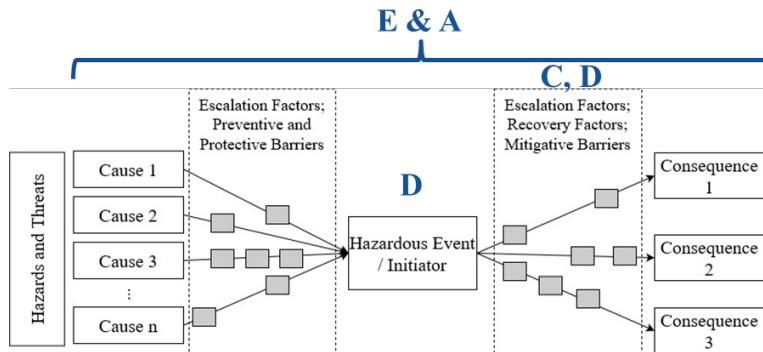 E & A
C, D
Escalation Factors;
Preventive and
Protective Barriers
Escalation Factors;
Recovery Factors;
Mitigative Barriers
Hazards and Threats
Cause 1
Cause 2
Cause 3
...
Cause n
D
Hazardous Event
/ Initiator
Consequence
1
Consequence
2
Consequence
3